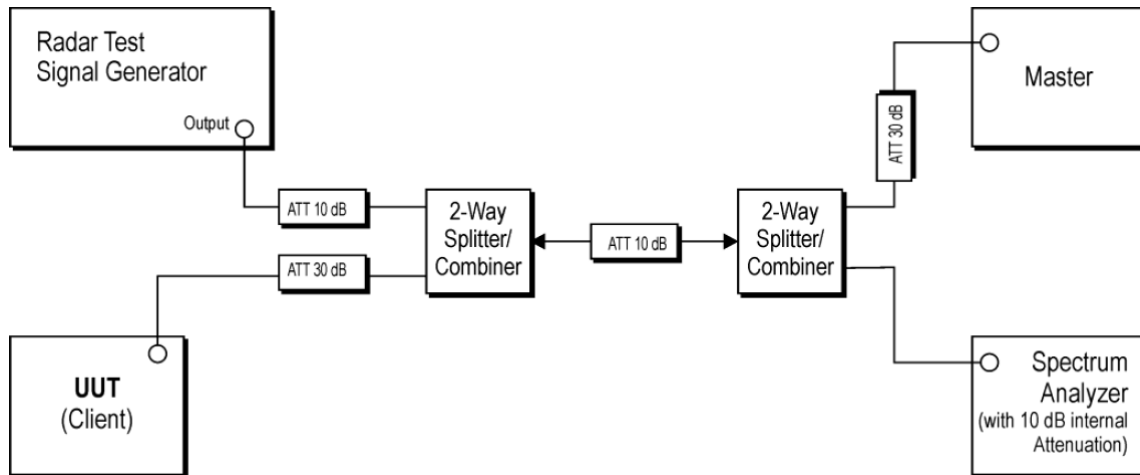 Radar Test
Signal Generator
Output
ATT 10 dB
ATT 30 dB
2-Way
Splitter/
Combiner
ATT 10 dB
2-Way
Splitter/
Combiner
ATT 30 dB
Master
UUT
(Client)
Spectrum
Analyzer
(with 10 dB internal
Attenuation)